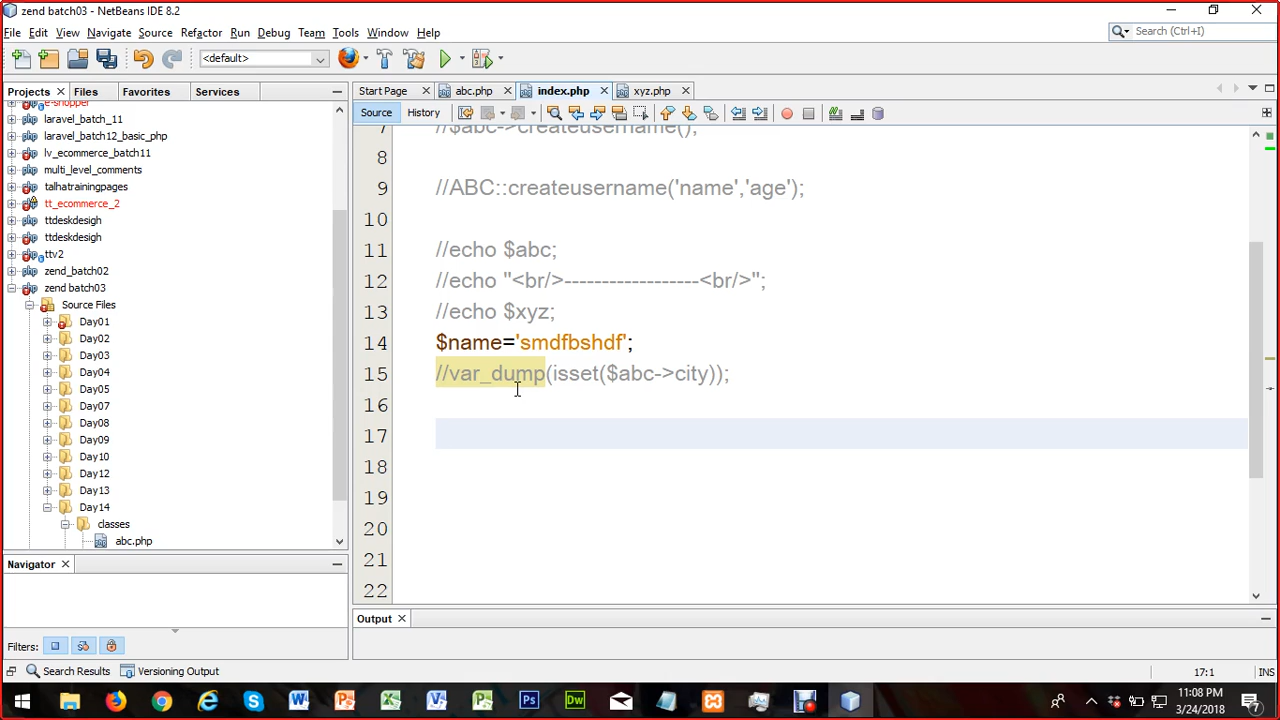 zend batch03 - NetBeans IDE 8.2
File Edit View Navigate Source Refactor Run Debug Team Tools Window Help
Search (Ctrl+I)
<default>
Projects Files Favorites Services
Start Page abc.php index.php xyz.php
Source History
e-shopper
laravel_batch_11
laravel_batch12_basic_php
lv_ecommerce_batch11
multi_level_comments
talhatrainingpages
tt_ecommerce_2
ttdeskdesigh
ttdeskdesigh
ttv2
zend_batch02
zend batch03
Source Files
Day01
Day02
Day03
Day04
Day05
Day07
Day08
Day09
Day10
Day12
Day13
Day14
classes
abc.php
7 //$abc->createusername();
8
9 //ABC::createusername('name','age');
10
11 //echo $abc;
12 //echo "<br/>------------------<br/>";
13 //echo $xyz;
14 $name='smdfbshdf';
15 //var_dump(isset($abc->city));
16
17
18
19
20
21
22
Navigator
Filters:
Output
Search Results Versioning Output
17:1 INS
11:08 PM
3/24/2018
7